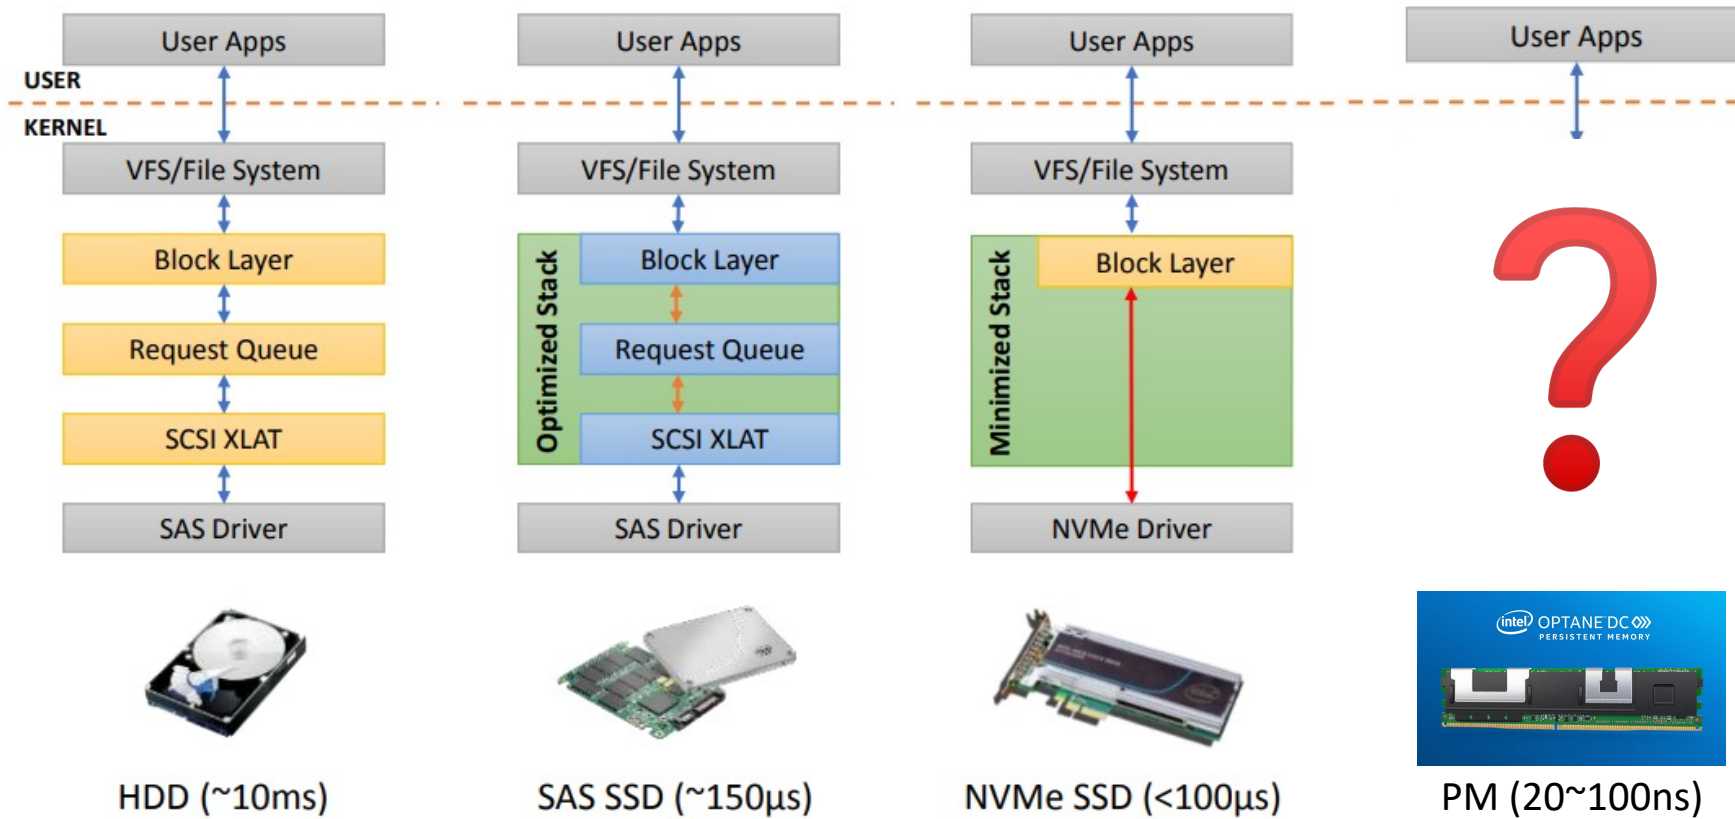 User Apps
User Apps
User Apps
User Apps
USER
KERNEL
VFS/File System
VFS/File System
VFS/File System
Block Layer
Request Queue
SCSI XLAT
Optimized Stack
Block Layer
Request Queue
SCSI XLAT
Minimized Stack
Block Layer
?
SAS Driver
SAS Driver
NVMe Driver
intel OPTANE DC
PERSISTENT MEMORY
HDD (~10ms)
SAS SSD (~150µs)
NVMe SSD (<100µs)
PM (20~100ns)